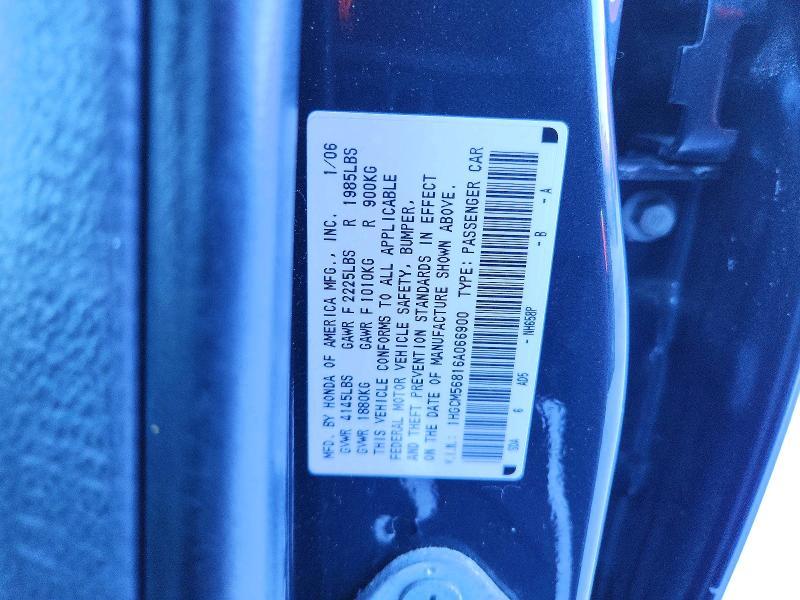 MFD. BY HONDA OF AMERICA MFG., INC. 1/06
GVWR 4145LBS GAWR F 2225LBS R 1985LBS
GVWR 1880KG GAWR F 1010KG R 900KG
THIS VEHICLE CONFORMS TO ALL APPLICABLE
FEDERAL MOTOR VEHICLE SAFETY, BUMPER,
AND THEFT PREVENTION STANDARDS IN EFFECT
ON THE DATE OF MANUFACTURE SHOWN ABOVE.
V.I.N.: 1HGCM56816A066900 TYPE: PASSENGER CAR
SDA 6 AD5 - NH658P - B - A